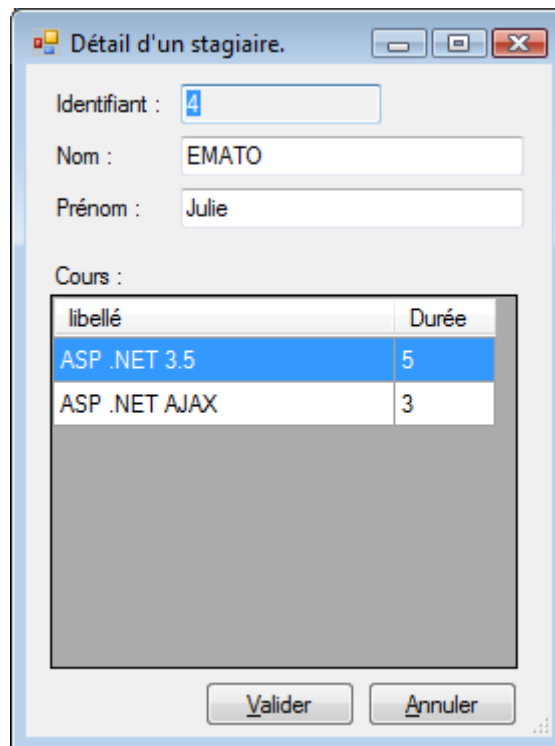 Détail d'un stagiaire.
Identifiant : 4
Nom : EMATO
Prénom : Julie
Cours :
libellé Durée
ASP .NET 3.5 5
ASP .NET AJAX 3
Valider Annuler